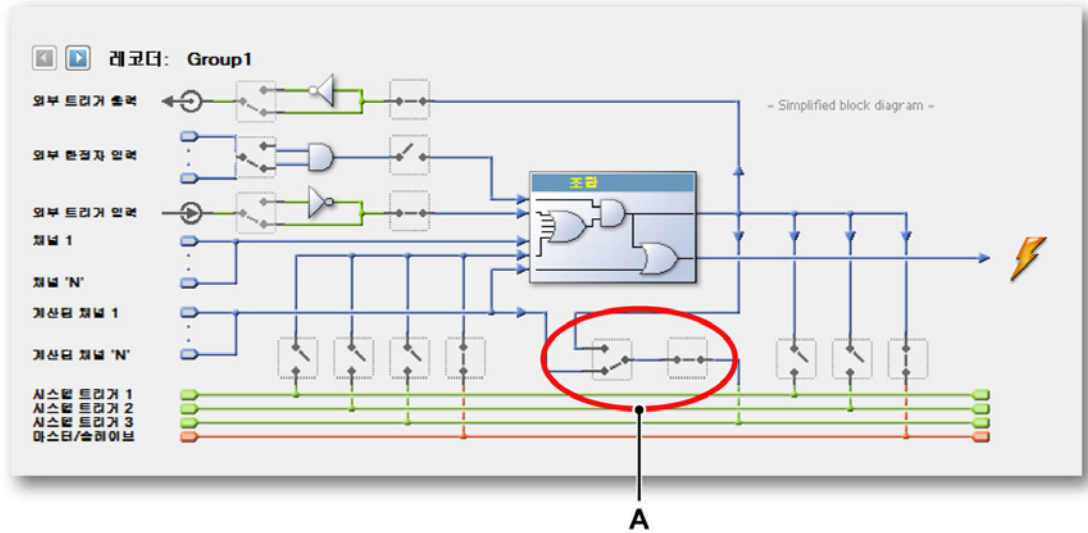 레코더: Group1
외부 트리거 출력
- Simplified block diagram -
외부 한정자 입력
조합
외부 트리거 입력
채널 1
채널 'N'
계산된 채널 1
계산된 채널 'N'
시스템 트리거 1
시스템 트리거 2
시스템 트리거 3
마스터/슬레이브
A